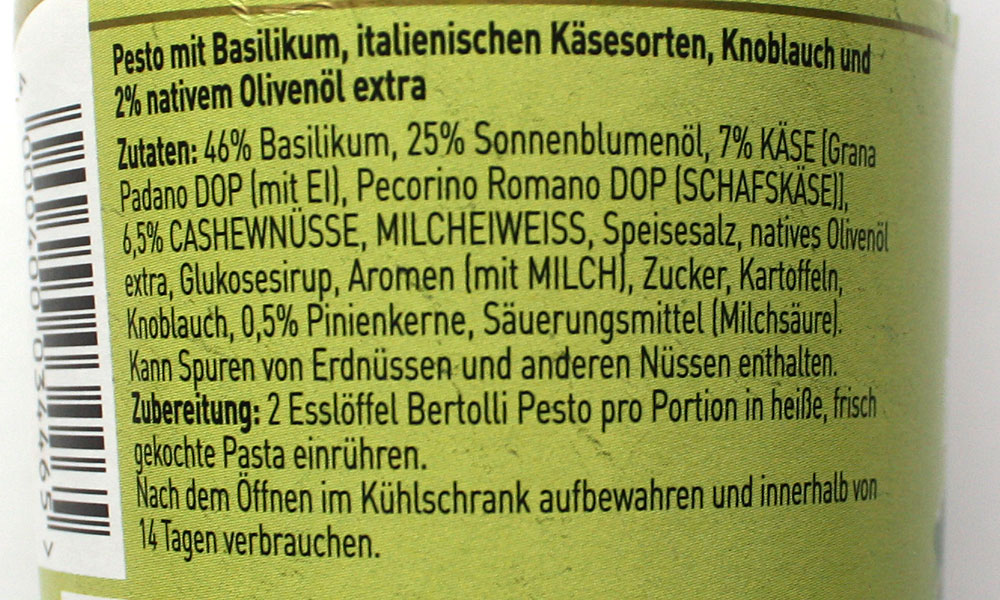 Pesto mit Basilikum, italienischen Käsesorten, Knoblauch und
2% nativem Olivenöl extra
Zutaten: 46% Basilikum, 25% Sonnenblumenöl, 7% KÄSE [Grana
Padano DOP (mit EI), Pecorino Romano DOP (SCHAFSKÄSE)],
6,5% CASHEWNÜSSE, MILCHEIWEISS, Speisesalz, natives Olivenöl
extra, Glukosesirup, Aromen (mit MILCH), Zucker, Kartoffeln,
Knoblauch, 0,5% Pinienkerne, Säuerungsmittel (Milchsäure).
Kann Spuren von Erdnüssen und anderen Nüssen enthalten.
Zubereitung: 2 Esslöffel Bertolli Pesto pro Portion in heiße, frisch
gekochte Pasta einrühren.
Nach dem Öffnen im Kühlschrank aufbewahren und innerhalb von
14 Tagen verbrauchen.